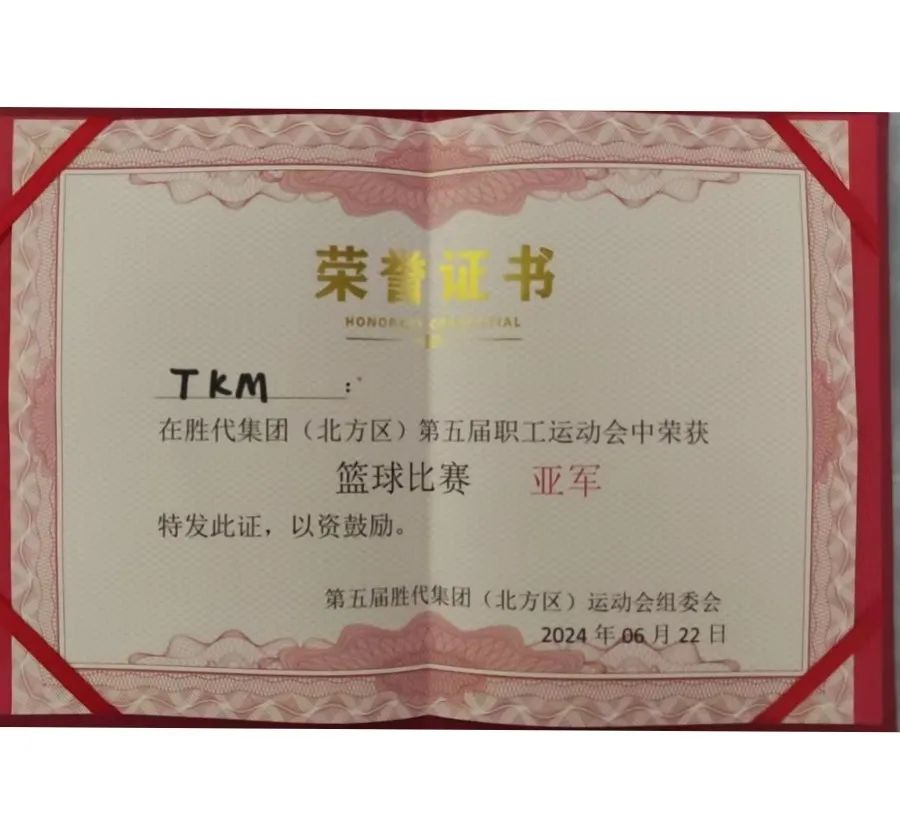 荣誉证书
TKM :
在胜代集团（北方区）第五届职工运动会中荣获
篮球比赛 亚军
特发此证，以资鼓励。
第五届胜代集团（北方区）运动会组委会
2024 年 06 月 22 日